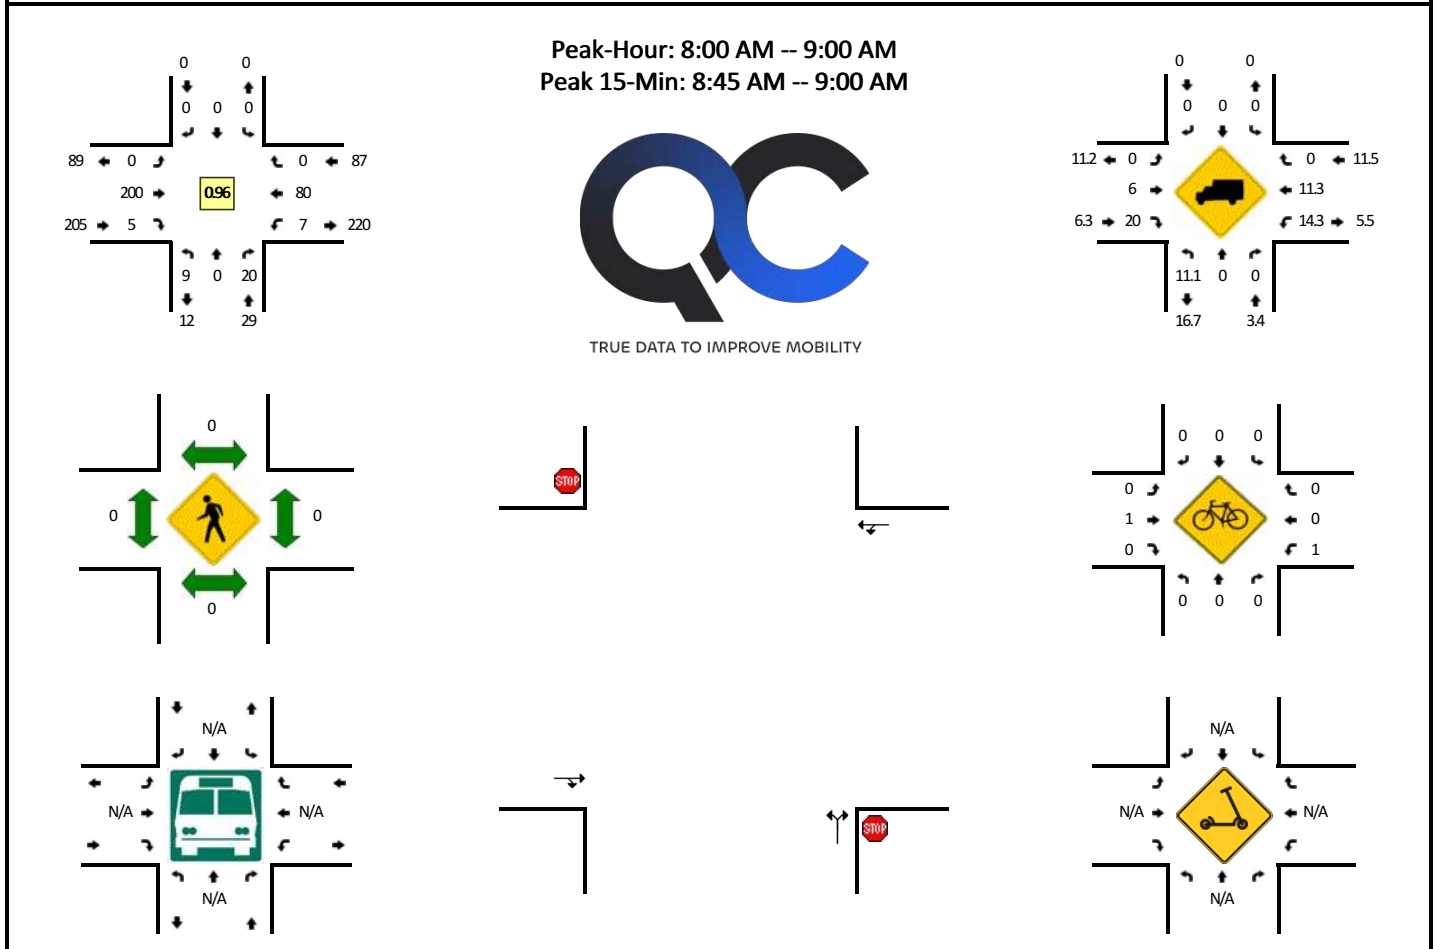 Peak-Hour: 8:00 AM -- 9:00 AM
Peak 15-Min: 8:45 AM -- 9:00 AM
0 0
0 0 0
89 0 0 87
200 0.96 80
205 5 7 220
9 0 20
12 29
TRUE DATA TO IMPROVE MOBILITY
0 0
0 0 0
11.2 0 0 11.5
6 11.3
6.3 20 14.3 5.5
11.1 0 0
16.7 3.4
0
0 0
0
STOP
STOP
0 0 0
0 0
1 0
0 1
0 0 0
N/A
N/A N/A
N/A
N/A
N/A N/A
N/A